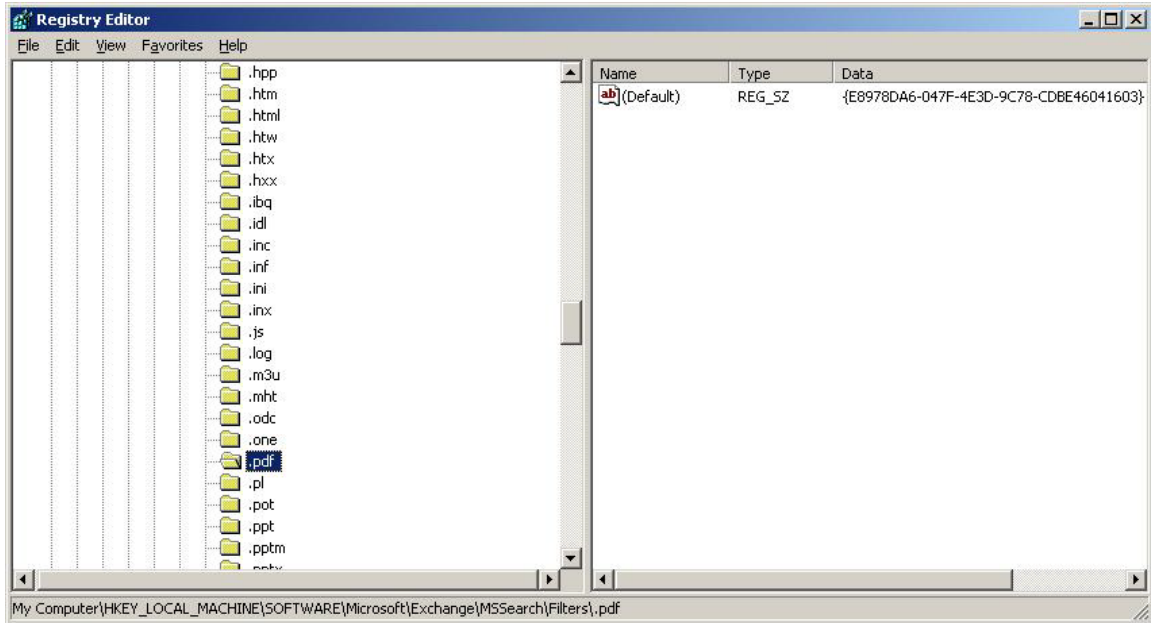 Registry Editor
File Edit View Favorites Help
.hpp
.htm
.html
.htw
.htx
.hxx
.ibq
.idl
.inc
.inf
.ini
.inx
.js
.log
.m3u
.mht
.odc
.one
.pdf
.pl
.pot
.ppt
.pptm
Name Type Data
ab (Default) REG_SZ {E8978DA6-047F-4E3D-9C78-CDBE46041603}
My Computer\HKEY_LOCAL_MACHINE\SOFTWARE\Microsoft\Exchange\MSSearch\Filters\.pdf